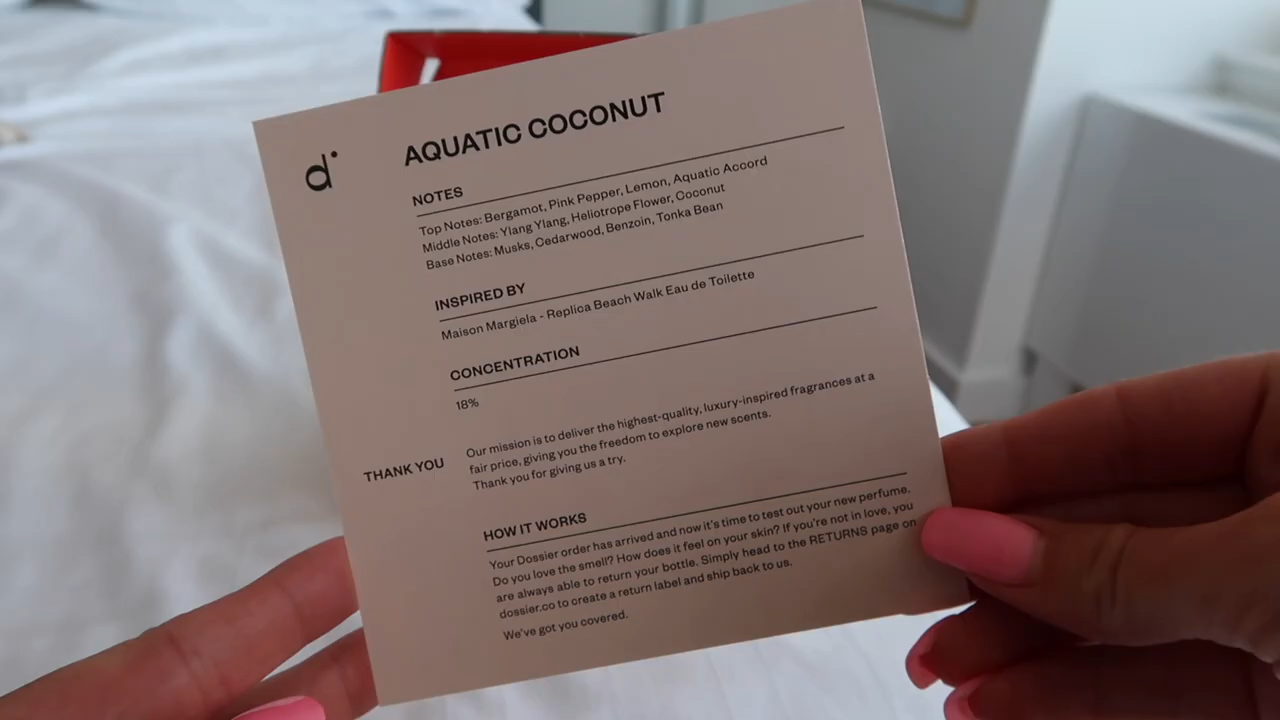 d
AQUATIC COCONUT
NOTES
Top Notes: Bergamot, Pink Pepper, Lemon, Aquatic Accord
Middle Notes: Ylang Ylang, Heliotrope Flower, Coconut
Base Notes: Musks, Cedarwood, Benzoin, Tonka Bean
INSPIRED BY
Maison Margiela - Replica Beach Walk Eau de Toilette
CONCENTRATION
18%
THANK YOU
Our mission is to deliver the highest-quality, luxury-inspired fragrances at a
fair price, giving you the freedom to explore new scents.
Thank you for giving us a try.
HOW IT WORKS
Your Dossier order has arrived and now it's time to test out your new perfume.
Do you love the smell? How does it feel on your skin? If you're not in love, you
are always able to return your bottle. Simply head to the RETURNS page on
dossier.co to create a return label and ship back to us.
We've got you covered.